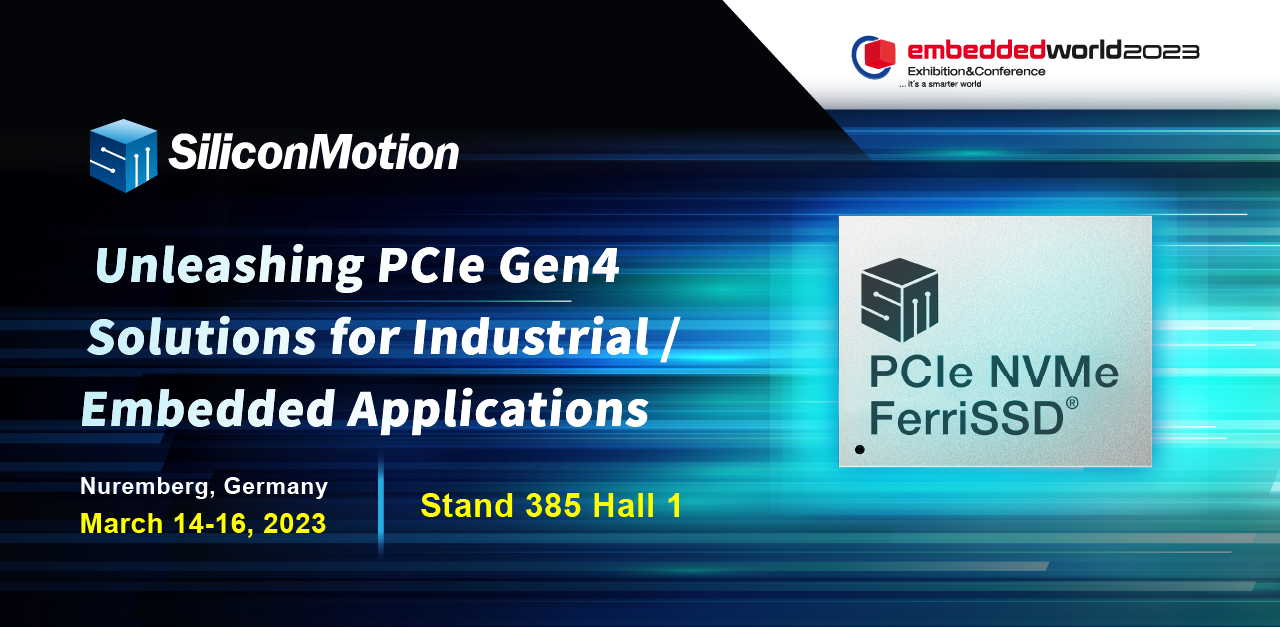 embeddedworld2023
Exhibition&Conference
... it's a smarter world
SiliconMotion
Unleashing PCIe Gen4
Solutions for Industrial /
Embedded Applications
Nuremberg, Germany
March 14-16, 2023
Stand 385 Hall 1
PCIe NVMe
FerriSSD®